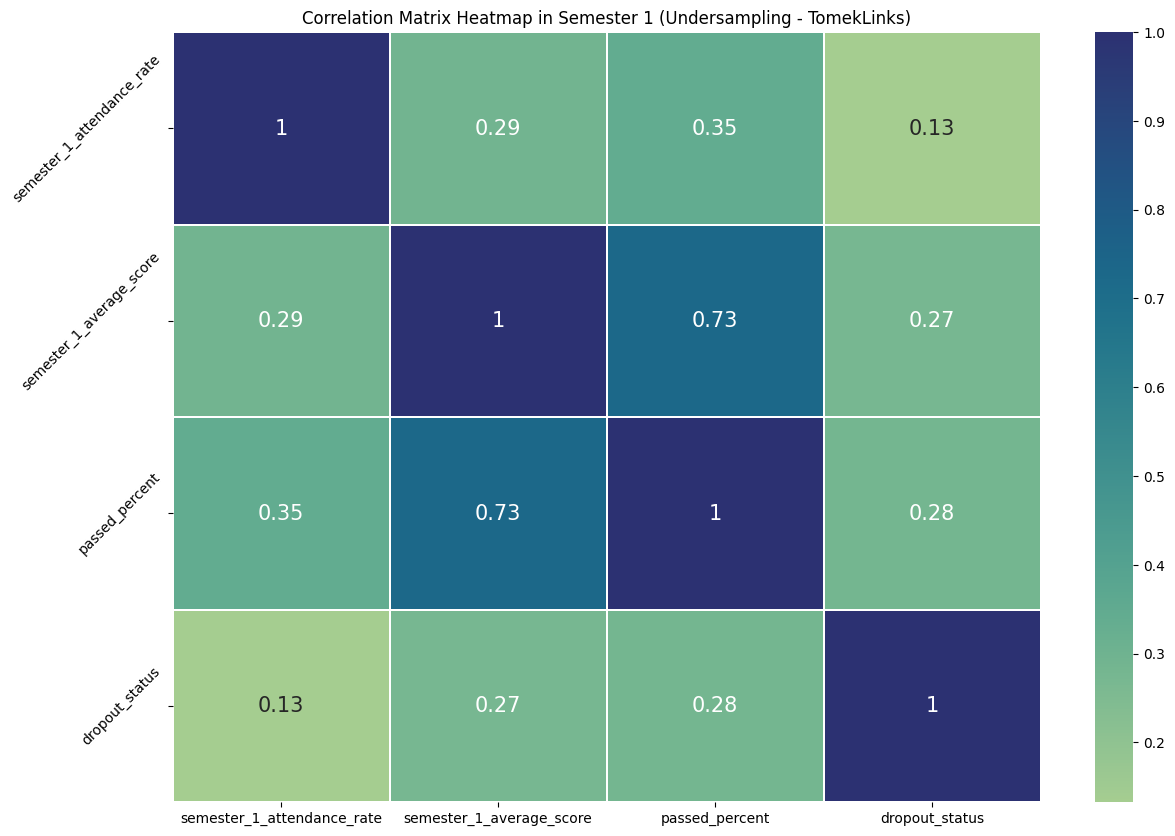 Correlation Matrix Heatmap in Semester 1 (Undersampling - TomekLinks)
semester_1_attendance_rate
1 0.29 0.35 0.13
semester_1_average_score
0.29 1 0.73 0.27
passed_percent
0.35 0.73 1 0.28
dropout_status
0.13 0.27 0.28 1
semester_1_attendance_rate semester_1_average_score passed_percent dropout_status
1.0
0.9
0.8
0.7
0.6
0.5
0.4
0.3
0.2